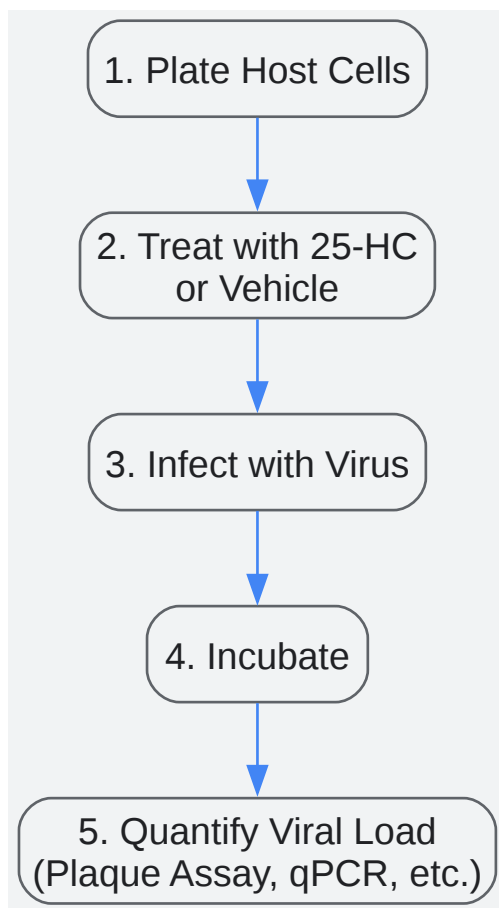 1. Plate Host Cells
2. Treat with 25-HC
or Vehicle
3. Infect with Virus
4. Incubate
5. Quantify Viral Load
(Plaque Assay, qPCR, etc.)